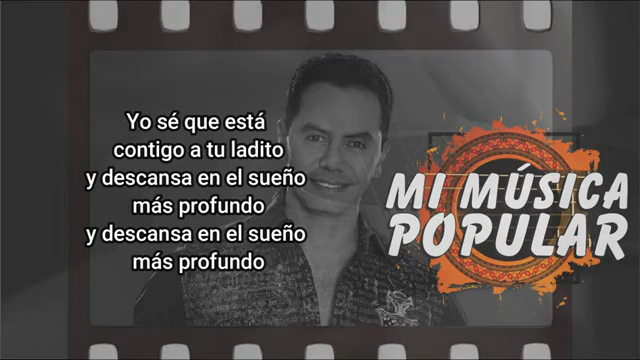 Yo sé que está
contigo a tu ladito
y descansa en el sueño
más profundo
y descansa en el sueño
más profundo
MI MÚSICA
POPULAR